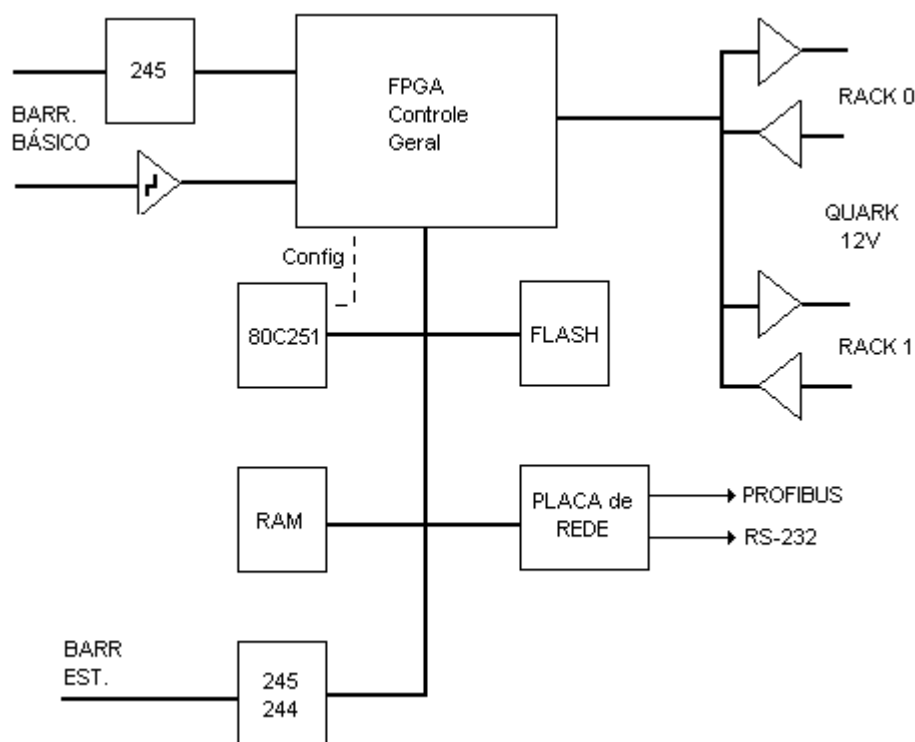 245
FPGA
Controle
Geral
RACK 0
BARR.
BÁSICO
QUARK
12V
Config
80C251
FLASH
RACK 1
RAM
PLACA de
REDE
PROFIBUS
RS-232
BARR
EST.
245
244